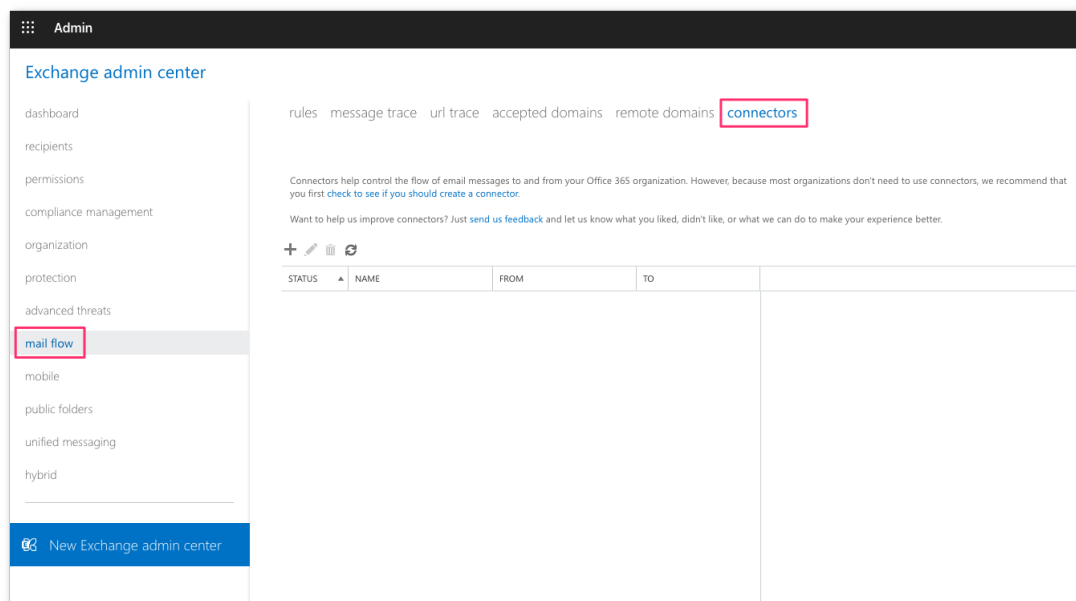 Admin
Exchange admin center
dashboard
recipients
permissions
compliance management
organization
protection
advanced threats
mail flow
mobile
public folders
unified messaging
hybrid
New Exchange admin center
rules message trace url trace accepted domains remote domains connectors
Connectors help control the flow of email messages to and from your Office 365 organization. However, because most organizations don't need to use connectors, we recommend that
you first check to see if you should create a connector.
Want to help us improve connectors? Just send us feedback and let us know what you liked, didn't like, or what we can do to make your experience better.
STATUS NAME FROM TO